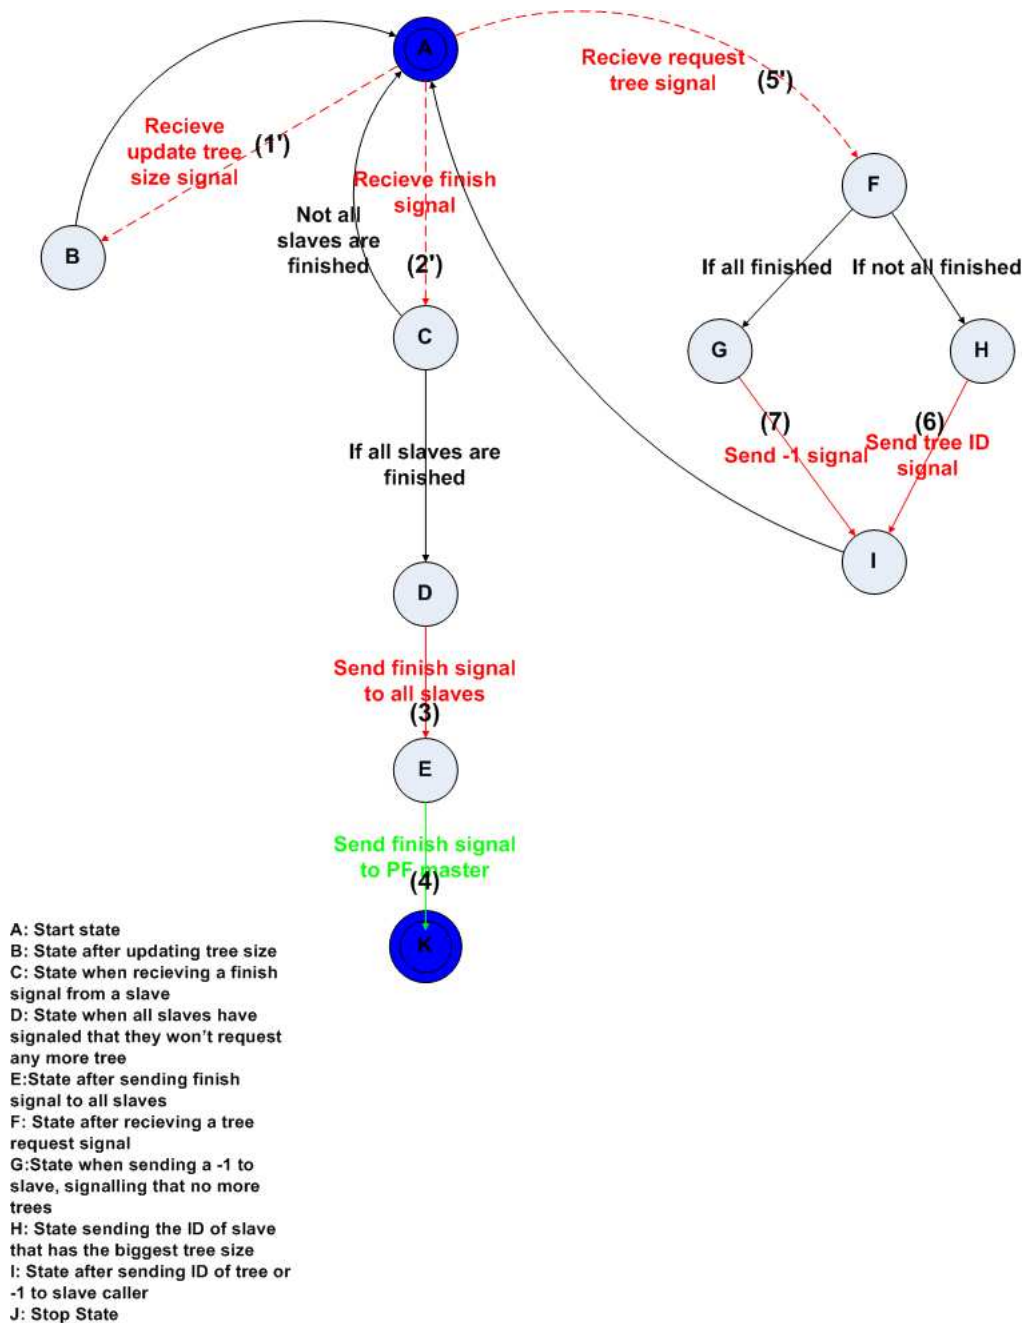 A
Recieve request
tree signal
(5')
Recieve
update tree
size signal
(1')
Recieve finish
signal
F
Not all
slaves are
finished
B
(2')
If all finished
If not all finished
C
G
H
(7)
(6)
Send -1 signal
Send tree ID
signal
If all slaves are
finished
I
D
Send finish signal
to all slaves
(3)
E
Send finish signal
to PF master
(4)
K
A: Start state
B: State after updating tree size
C: State when recieving a finish
signal from a slave
D: State when all slaves have
signaled that they won't request
any more tree
E:State after sending finish
signal to all slaves
F: State after recieving a tree
request signal
G:State when sending a -1 to
slave, signalling that no more
trees
H: State sending the ID of slave
that has the biggest tree size
I: State after sending ID of tree or
-1 to slave caller
J: Stop State